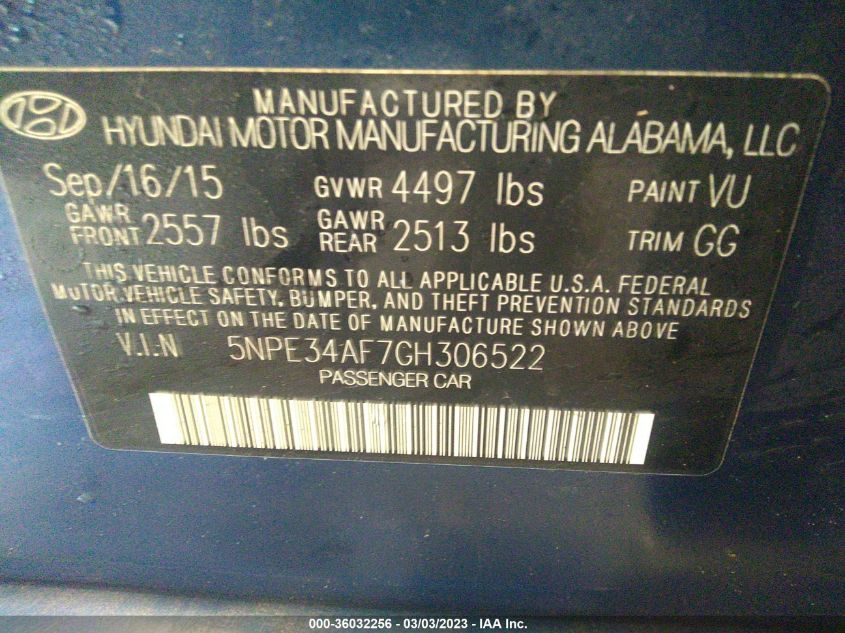 MANUFACTURED BY
HYUNDAI MOTOR MANUFACTURING ALABAMA, LLC
Sep/16/15 GVWR 4497 lbs PAINT VU
GAWR FRONT 2557 lbs GAWR REAR 2513 lbs TRIM GG
THIS VEHICLE CONFORMS TO ALL APPLICABLE U.S.A. FEDERAL
MOTOR VEHICLE SAFETY, BUMPER, AND THEFT PREVENTION STANDARDS
IN EFFECT ON THE DATE OF MANUFACTURE SHOWN ABOVE
V.I.N 5NPE34AF7GH306522
PASSENGER CAR
000-36032256 - 03/03/2023 - IAA Inc.